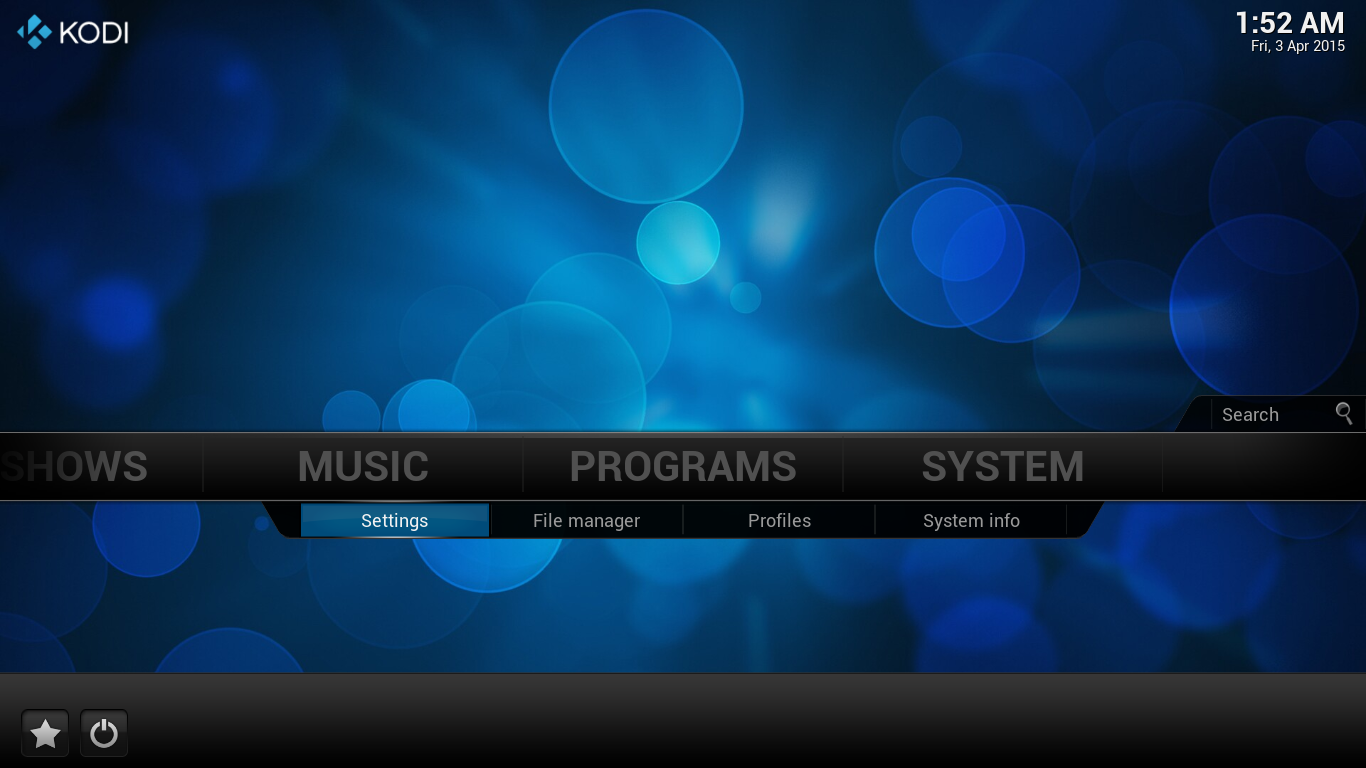 KODI
1:52 AM
Fri, 3 Apr 2015
Search
SHOWS MUSIC PROGRAMS SYSTEM
Settings File manager Profiles System info